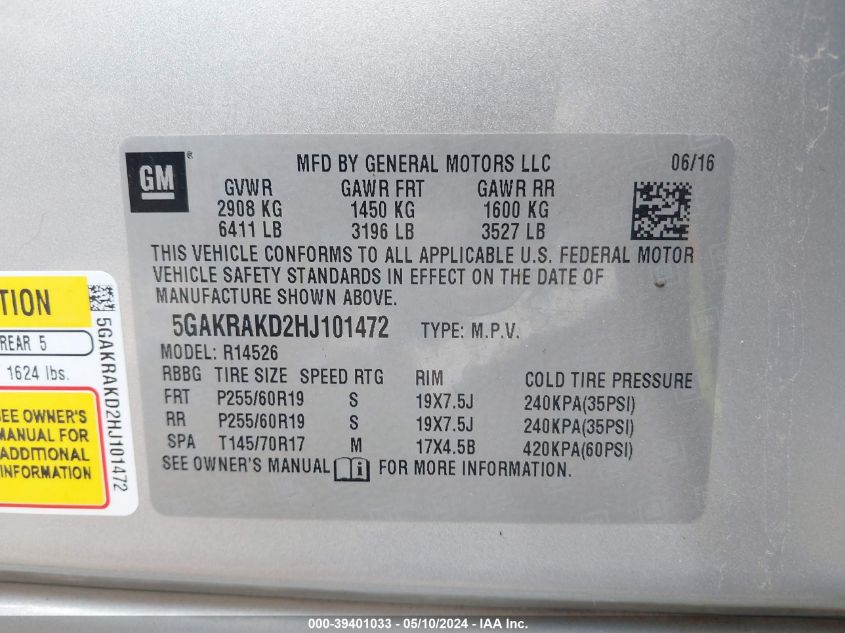 GM
®
MFD BY GENERAL MOTORS LLC 06/16
GVWR GAWR FRT GAWR RR
2908 KG 1450 KG 1600 KG
6411 LB 3196 LB 3527 LB
THIS VEHICLE CONFORMS TO ALL APPLICABLE U.S. FEDERAL MOTOR
VEHICLE SAFETY STANDARDS IN EFFECT ON THE DATE OF
MANUFACTURE SHOWN ABOVE.
5GAKRAKD2HJ101472 TYPE: M.P.V.
MODEL: R14526
RBBG TIRE SIZE SPEED RTG RIM COLD TIRE PRESSURE
FRT P255/60R19 S 19X7.5J 240KPA(35PSI)
RR P255/60R19 S 19X7.5J 240KPA(35PSI)
SPA T145/70R17 M 17X4.5B 420KPA(60PSI)
SEE OWNER'S MANUAL i FOR MORE INFORMATION.
TION
REAR 5
1624 lbs.
SEE OWNER'S
MANUAL FOR
ADDITIONAL
INFORMATION
5GAKRAKD2HJ101472
000-39401033 — 05/10/2024 — IAA Inc.